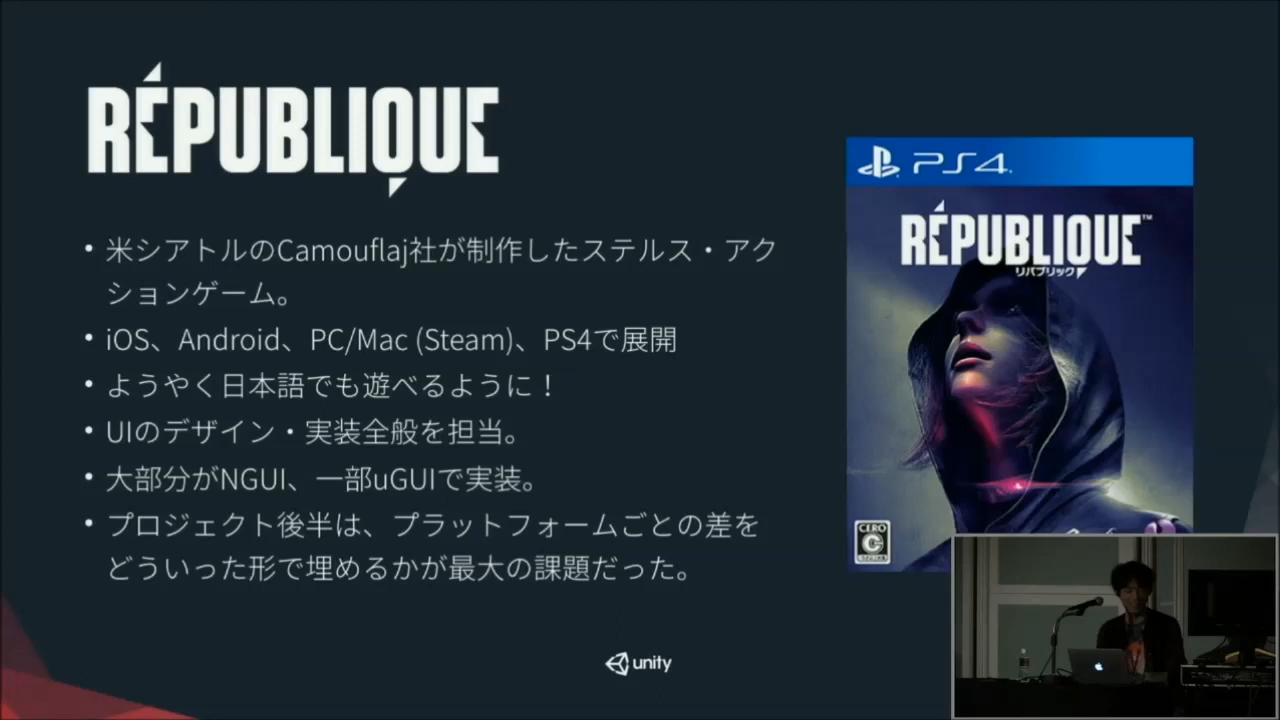 RÉPUBLIQUE
• 米シアトルのCamouflaj社が制作したステルス・アク
ションゲーム。
• iOS、Android、PC/Mac (Steam)、PS4で展開
• ようやく日本語でも遊べるように！
• UIのデザイン・実装全般を担当。
• 大部分がNGUI、一部uGUIで実装。
• プロジェクト後半は、プラットフォームごとの差を
どういった形で埋めるかが最大の課題だった。
PS4
RÉPUBLIQUE™
リパブリック
CERO
C
unity